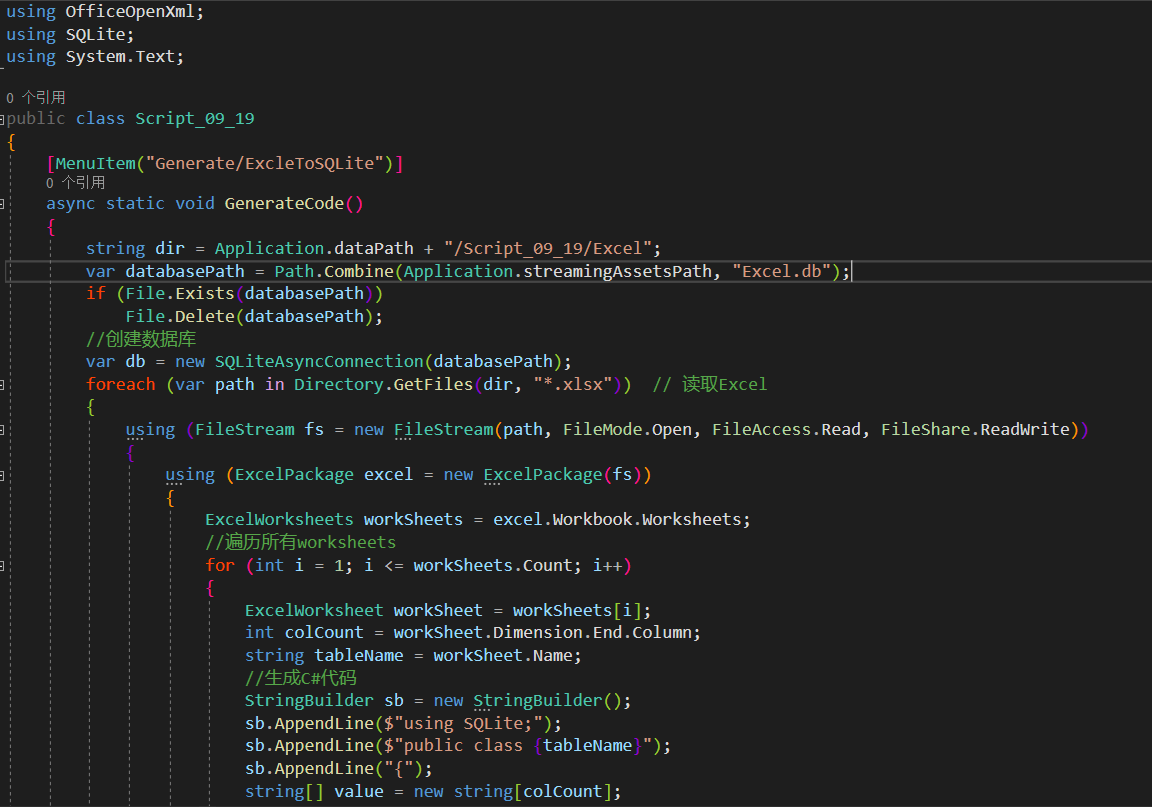 using OfficeOpenXml;
using SQLite;
using System.Text;
0 个引用
public class Script_09_19
{
[MenuItem("Generate/ExcleToSQLite")]
0 个引用
async static void GenerateCode()
{
string dir = Application.dataPath + "/Script_09_19/Excel";
var databasePath = Path.Combine(Application.streamingAssetsPath, "Excel.db");
if (File.Exists(databasePath))
File.Delete(databasePath);
//创建数据库
var db = new SQLiteAsyncConnection(databasePath);
foreach (var path in Directory.GetFiles(dir, "*.xlsx"))  // 读取Excel
{
using (FileStream fs = new FileStream(path, FileMode.Open, FileAccess.Read, FileShare.ReadWrite))
{
using (ExcelPackage excel = new ExcelPackage(fs))
{
ExcelWorksheets workSheets = excel.Workbook.Worksheets;
//遍历所有worksheets
for (int i = 1; i <= workSheets.Count; i++)
{
ExcelWorksheet workSheet = workSheets[i];
int colCount = workSheet.Dimension.End.Column;
string tableName = workSheet.Name;
//生成C#代码
StringBuilder sb = new StringBuilder();
sb.AppendLine($"using SQLite;");
sb.AppendLine($"public class {tableName}");
sb.AppendLine("{");
string[] value = new string[colCount];